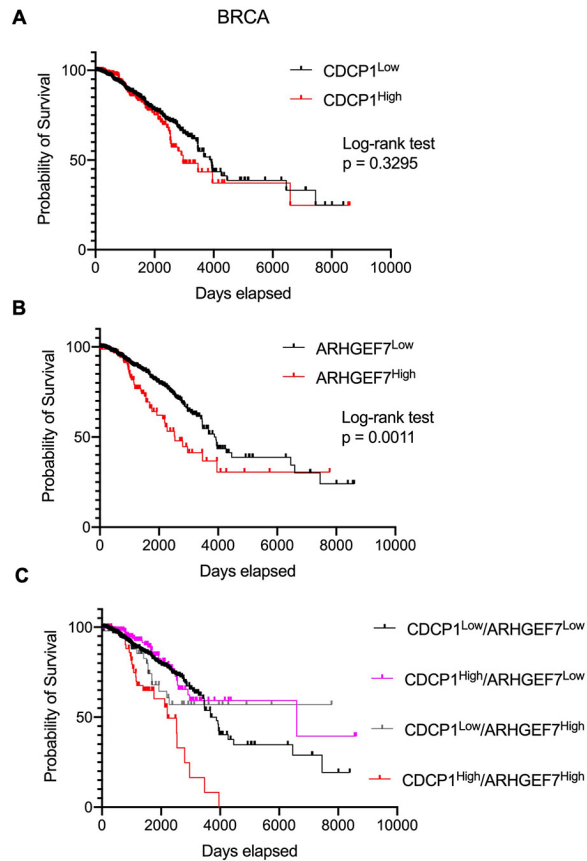 A
BRCA
Probability of Survival
100
50
0
0
2000
4000
6000
8000
10000
Days elapsed
CDCP1Low
CDCP1High
Log-rank test
p = 0.3295
B
Probability of Survival
100
50
0
0
2000
4000
6000
8000
10000
Days elapsed
ARHGEF7Low
ARHGEF7High
Log-rank test
p = 0.0011
C
Probability of Survival
100
50
0
0
2000
4000
6000
8000
10000
Days elapsed
CDCP1Low/ARHGEF7Low
CDCP1High/ARHGEF7Low
CDCP1Low/ARHGEF7High
CDCP1High/ARHGEF7High